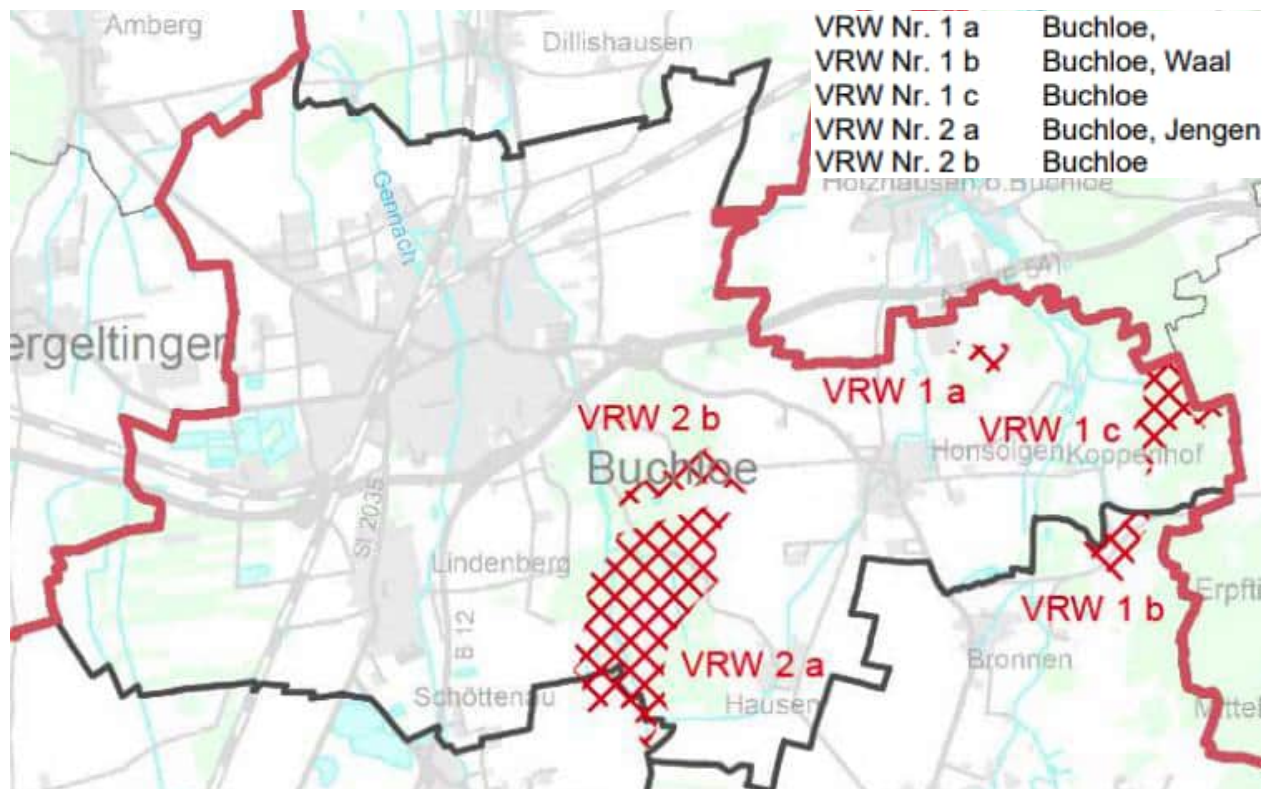 VRW Nr. 1 a Buchloe,
VRW Nr. 1 b Buchloe, Waal
VRW Nr. 1 c Buchloe
VRW Nr. 2 a Buchloe, Jengen
VRW Nr. 2 b Buchloe
Amberg
Dillishausen
Holzhausen b.Buchloe
Gennach
ergeltingen
VRW 1 a
VRW 2 b
VRW 1 c
Buchloe
Honsolgen
Koppenhof
St 2035
Lindenberg
Erpfti
VRW 1 b
B 12
VRW 2 a
Bronnen
Schöttenau
Hausen
Mittel